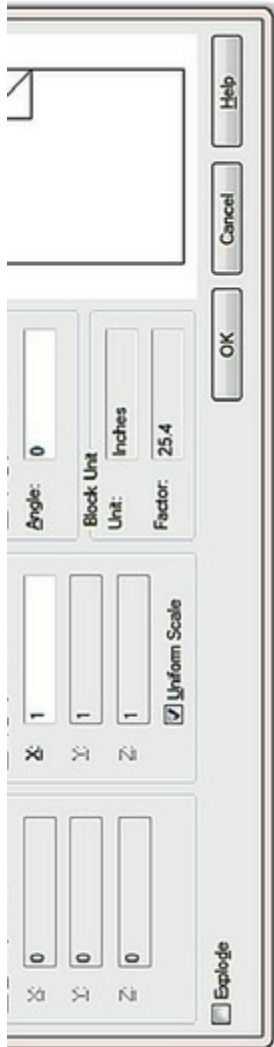 X: 0
Y: 0
Z: 0
X: 1
Y: 1
Z: 1
Uniform Scale
Angle: 0
Block Unit
Unit: Inches
Factor: 25.4
Explode
OK
Cancel
Help